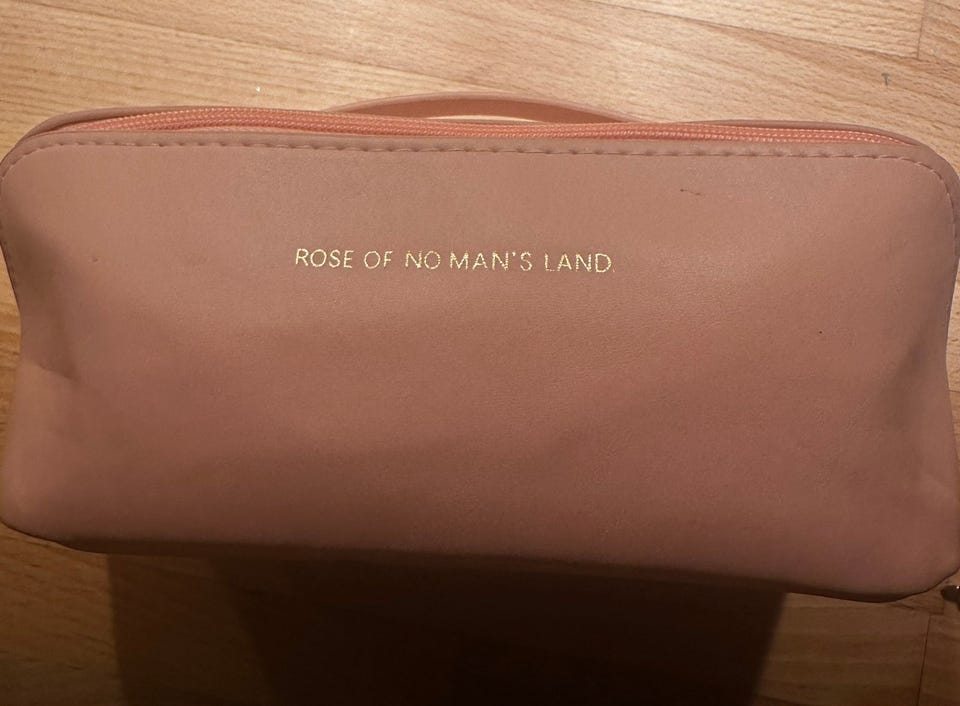 ROSE OF NO MAN'S LAND